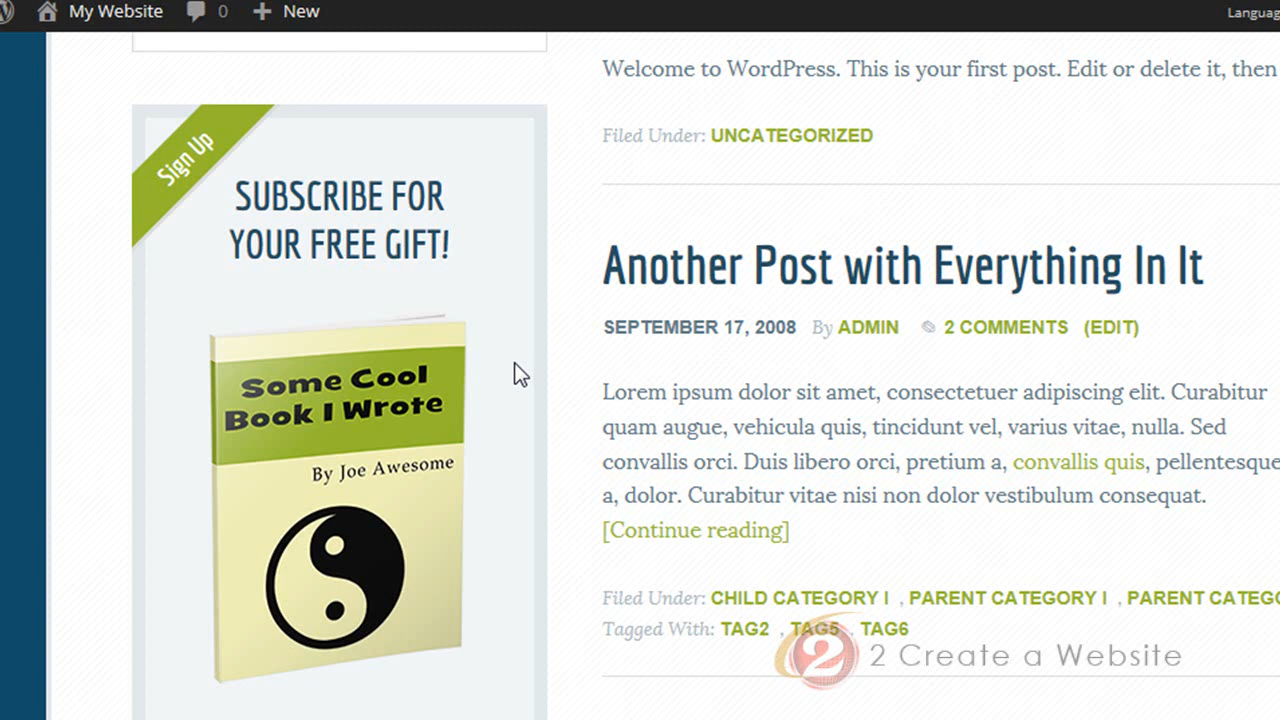 My Website 0 New
Languag
Sign Up
SUBSCRIBE FOR
YOUR FREE GIFT!
Some Cool
Book I Wrote
By Joe Awesome
Welcome to WordPress. This is your first post. Edit or delete it, then
Filed Under: UNCATEGORIZED
Another Post with Everything In It
SEPTEMBER 17, 2008 By ADMIN 2 COMMENTS (EDIT)
Lorem ipsum dolor sit amet, consectetuer adipiscing elit. Curabitur
quam augue, vehicula quis, tincidunt vel, varius vitae, nulla. Sed
convallis orci. Duis libero orci, pretium a, convallis quis, pellentesque
a, dolor. Curabitur vitae nisi non dolor vestibulum consequat.
[Continue reading]
Filed Under: CHILD CATEGORY I , PARENT CATEGORY I , PARENT CATEG
Tagged With: TAG2 , TAG5 , TAG6
2 2 Create a Website